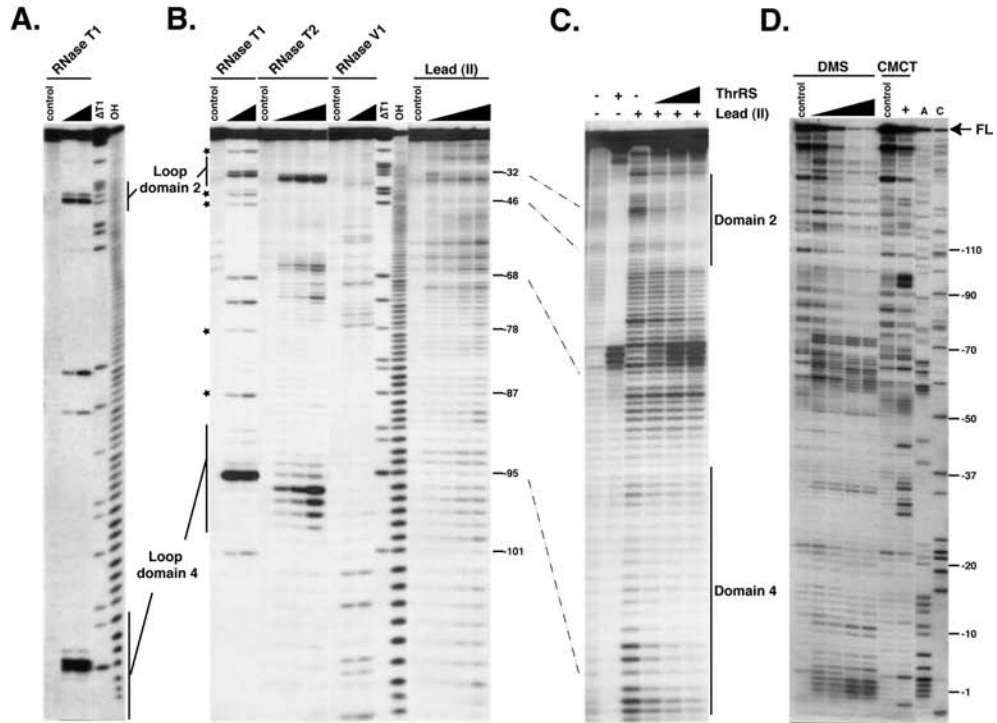 A.
RNase T1
control
ΔT1
OH
Loop
domain 2
Loop
domain 4
B.
RNase T1
RNase T2
RNase V1
Lead (II)
control
control
control
ΔT1
OH
control
32
46
68
78
87
95
101
C.
- + - ThrRS
- - + + + + Lead (II)
Domain 2
Domain 4
D.
DMS
CMCT
control
control
+
A
C
FL
-110
-90
-70
-50
-37
-20
-10
-1